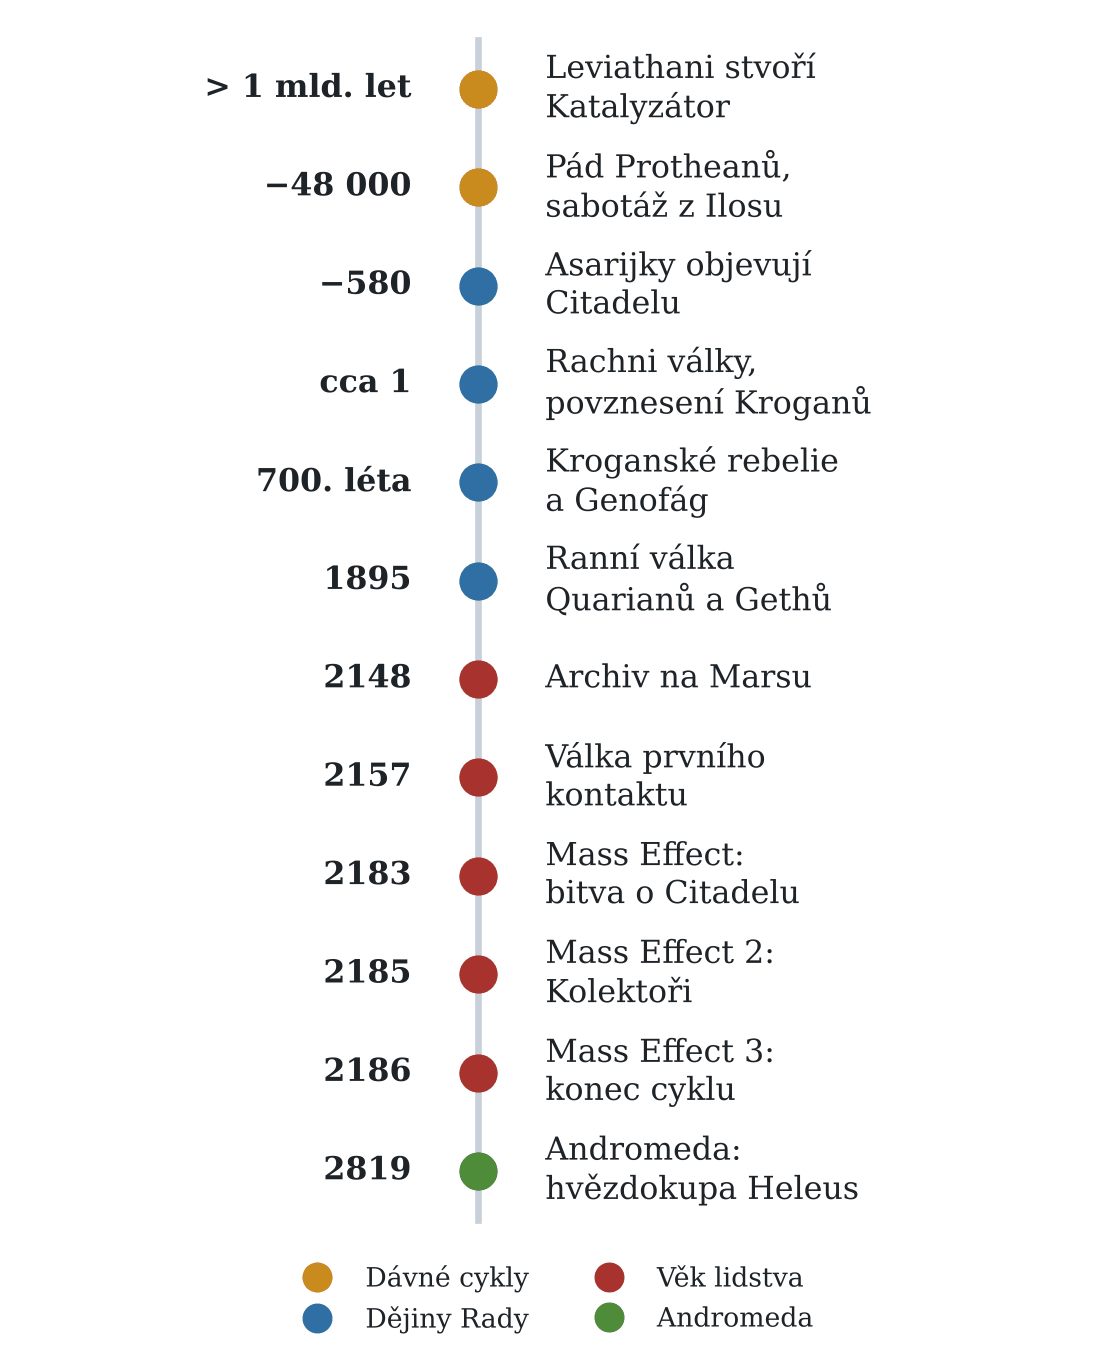 > 1 mld. let
Leviathani stvoří
Katalyzátor
−48 000
Pád Protheanů,
sabotáž z Ilosu
−580
Asarijky objevují
Citadelu
cca 1
Rachni války,
povznesení Kroganů
700. léta
Kroganské rebelie
a Genofág
1895
Ranní válka
Quarianů a Gethů
2148
Archiv na Marsu
2157
Válka prvního
kontaktu
2183
Mass Effect:
bitva o Citadelu
2185
Mass Effect 2:
Kolektoři
2186
Mass Effect 3:
konec cyklu
2819
Andromeda:
hvězdokupa Heleus
Dávné cykly
Dějiny Rady
Věk lidstva
Andromeda